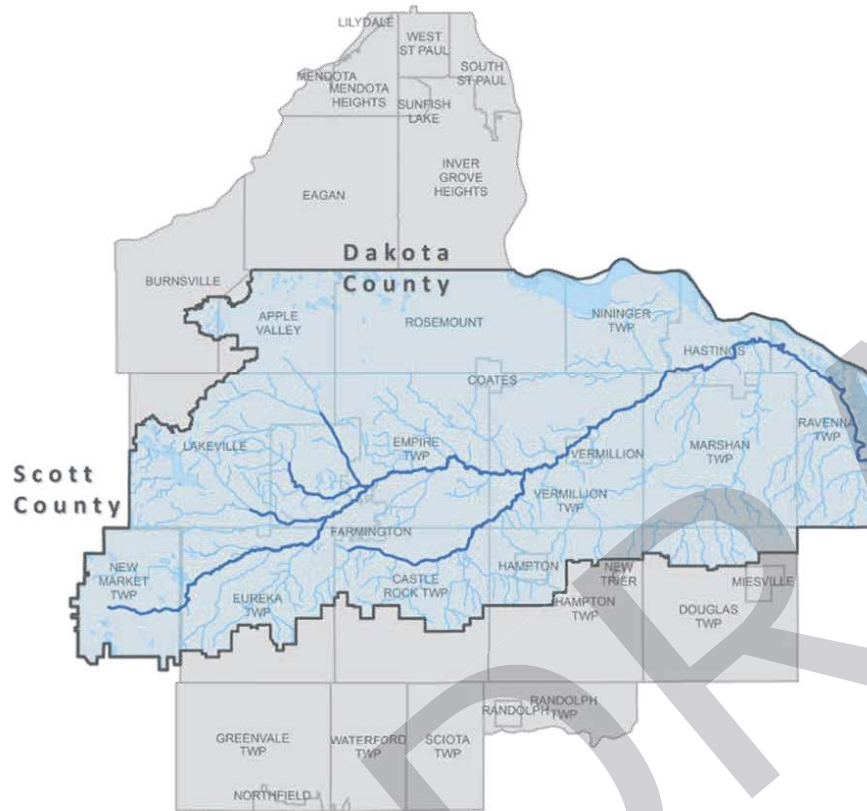 LILYDALE
WEST
ST PAUL
SOUTH
ST PAUL
MENDOTA
MENDOTA
HEIGHTS
SUNFISH
LAKE
INVER
GROVE
HEIGHTS
EAGAN
Dakota
County
BURNSVILLE
APPLE
VALLEY
ROSEMOUNT
NININGER
TWP
HASTINGS
COATES
LAKEVILLE
EMPIRE
TWP
VERMILLION
MARSHAN
TWP
RAVENNA
TWP
Scott
County
VERMILLION
TWP
FARMINGTON
NEW
MARKET
TWP
EUREKA
TWP
CASTLE
ROCK TWP
HAMPTON
NEW
TRIER
MIESVILLE
HAMPTON
TWP
DOUGLAS
TWP
RANDOLPH
RANDOLPH
TWP
GREENVALE
TWP
WATERFORD
TWP
SCIOTA
TWP
NORTHFIELD